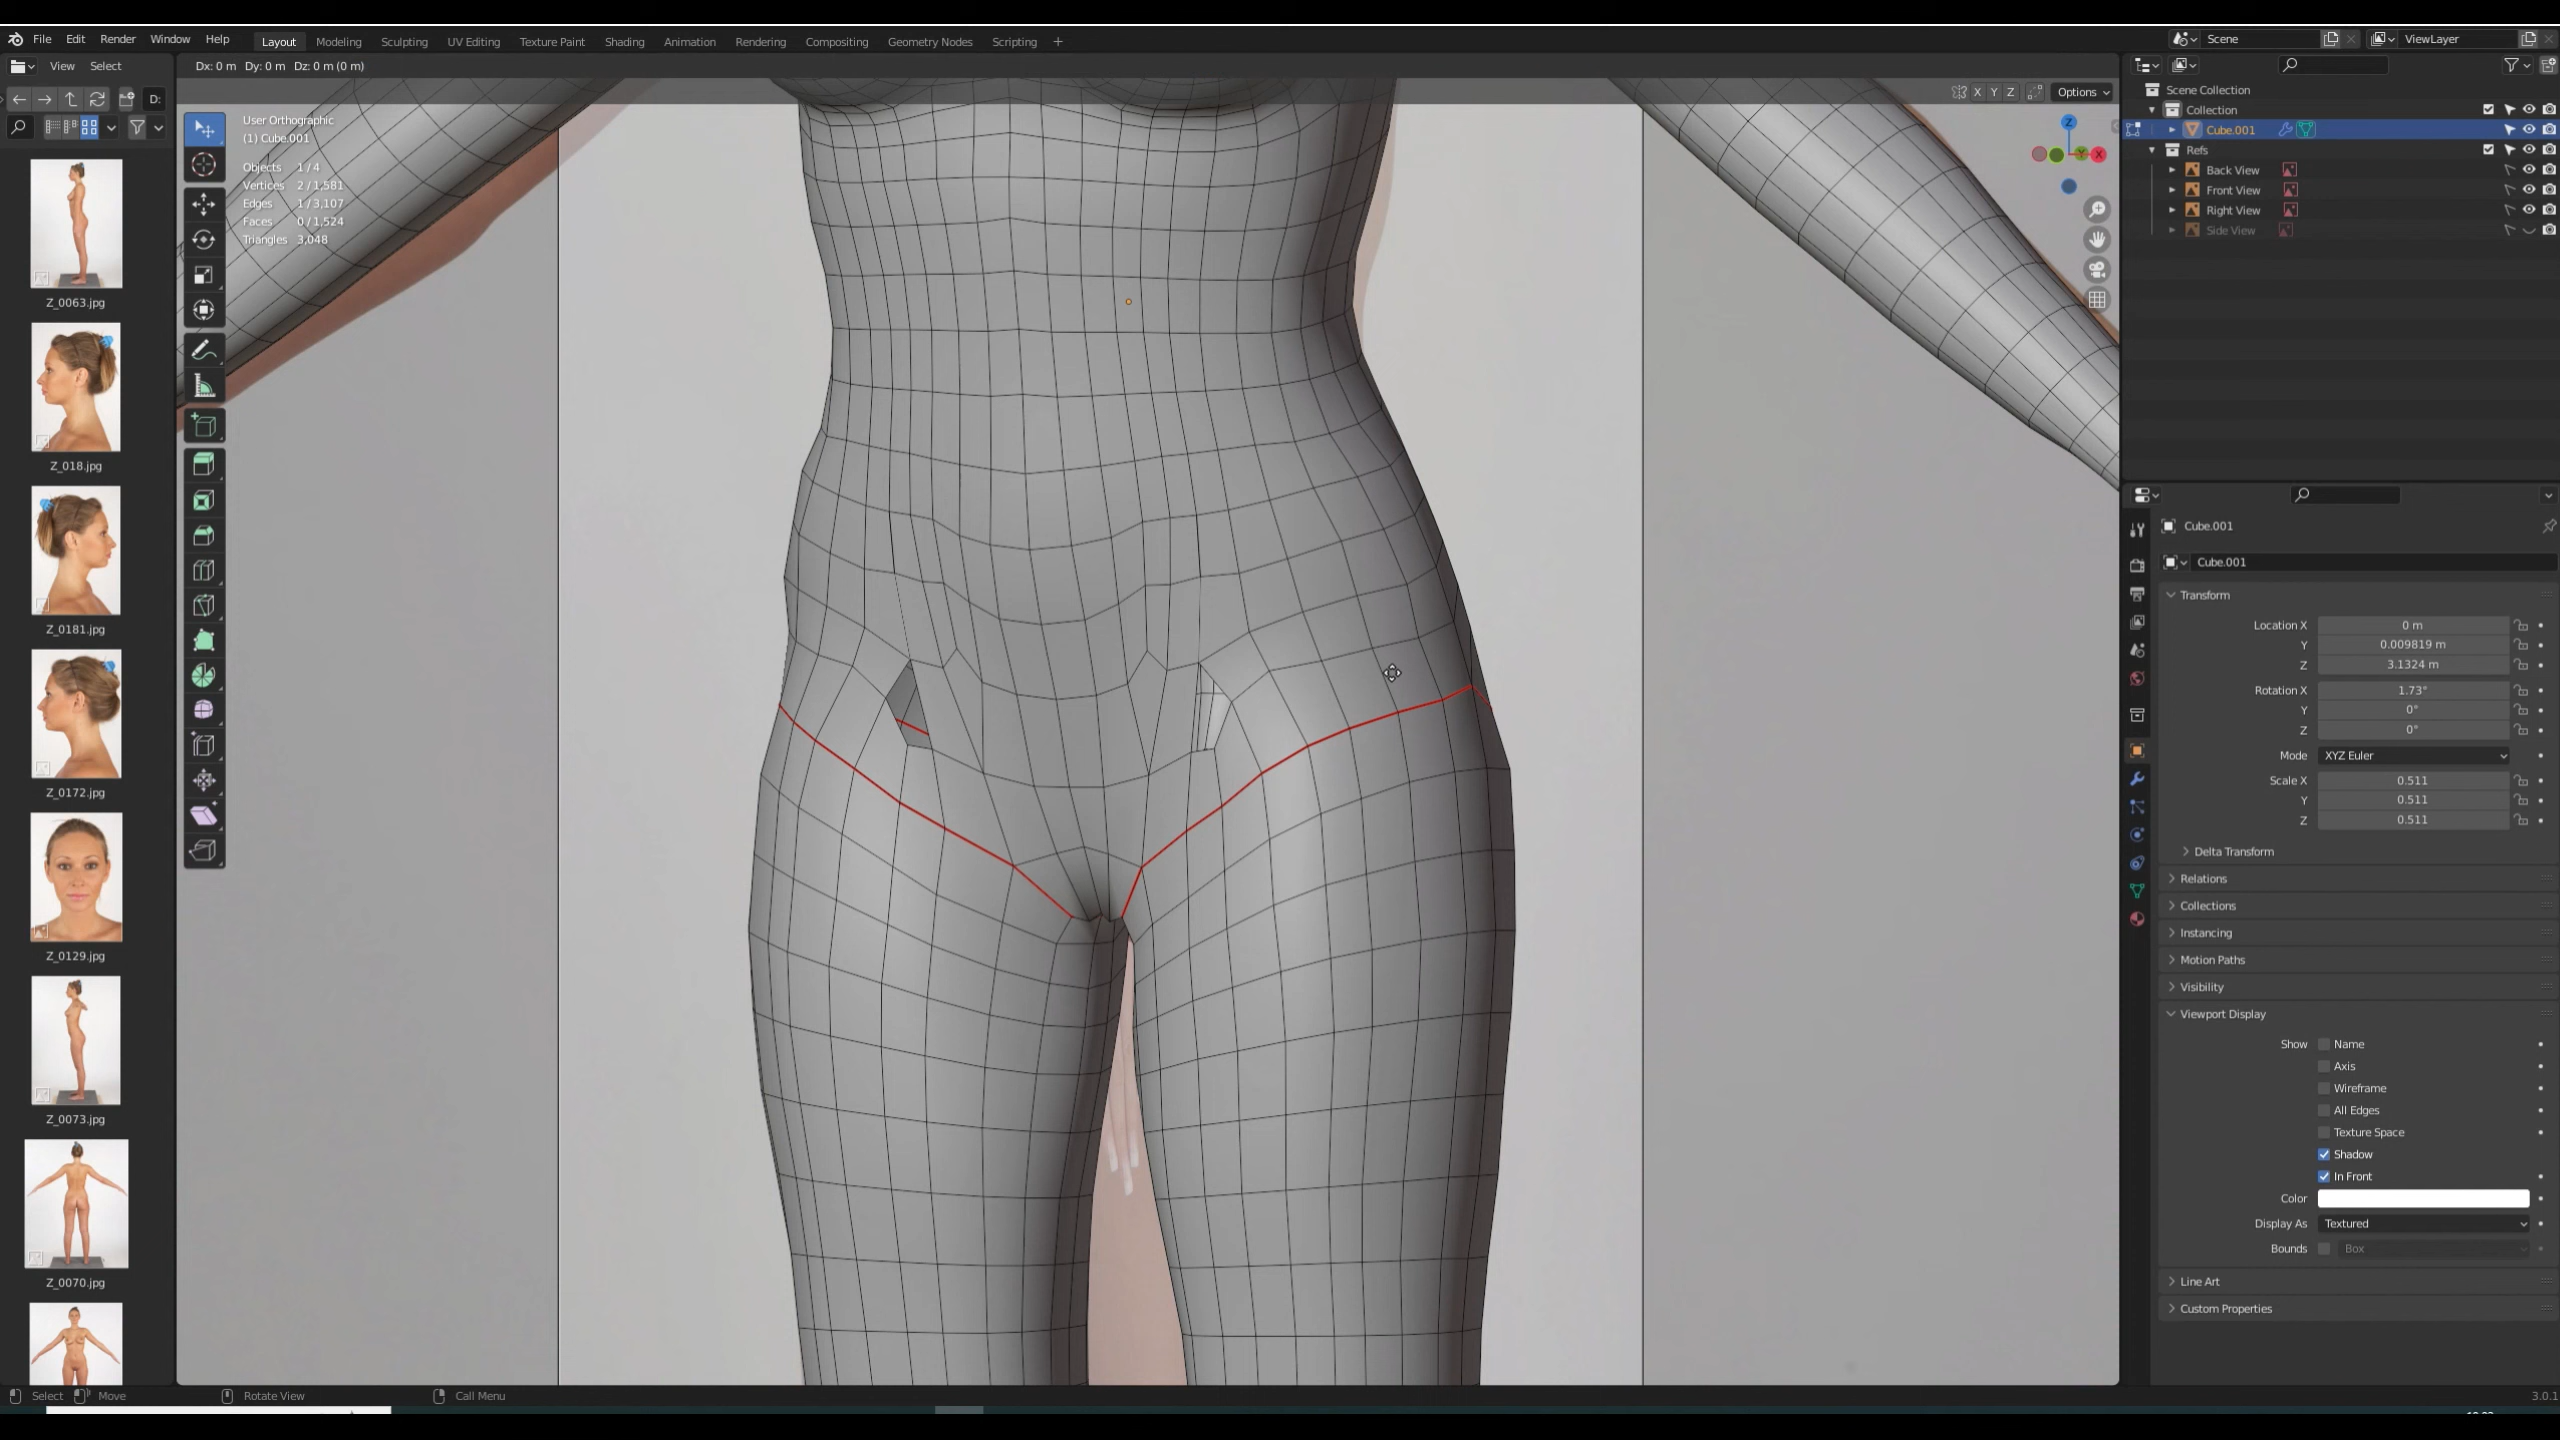 File Edit Render Window Help
Layout Modeling Sculpting UV Editing Texture Paint Shading Animation Rendering Compositing Geometry Nodes Scripting +
Scene
ViewLayer
View Select
Dx: 0 m Dy: 0 m Dz: 0 m (0 m)
D:
X Y Z
Options
User Orthographic
(1) Cube.001
Objects 1/4
Vertices 2/1,581
Edges 1/3,107
Faces 0/1,524
Triangles 3,048
Z
Y
X
Z_0063.jpg
Z_018.jpg
Z_0181.jpg
Z_0172.jpg
Z_0129.jpg
Z_0073.jpg
Z_0070.jpg
Scene Collection
Collection
Cube.001
Refs
Back View
Front View
Right View
Side View
Cube.001
Cube.001
Transform
Location X 0 m
Y 0.009819 m
Z 3.1324 m
Rotation X 1.73°
Y 0°
Z 0°
Mode XYZ Euler
Scale X 0.511
Y 0.511
Z 0.511
Delta Transform
Relations
Collections
Instancing
Motion Paths
Visibility
Viewport Display
Show Name
Axis
Wireframe
All Edges
Texture Space
Shadow
In Front
Color
Display As Textured
Bounds Box
Line Art
Custom Properties
Select Move Rotate View Call Menu
3.0.1